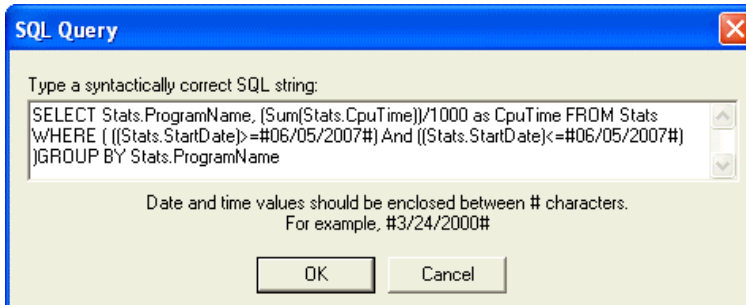 SQL Query
Type a syntactically correct SQL string:
SELECT Stats.ProgramName, (Sum(Stats.CpuTime))/1000 as CpuTime FROM Stats
WHERE ( ((Stats.StartDate)>=#06/05/2007#) And ((Stats.StartDate)<=#06/05/2007#)
)GROUP BY Stats.ProgramName
Date and time values should be enclosed between # characters.
For example, #3/24/2000#
OK
Cancel